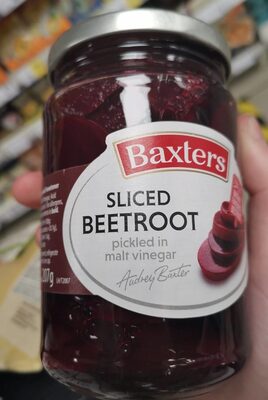 Baxters
SLICED
BEETROOT
pickled in
malt vinegar
Audrey Baxter